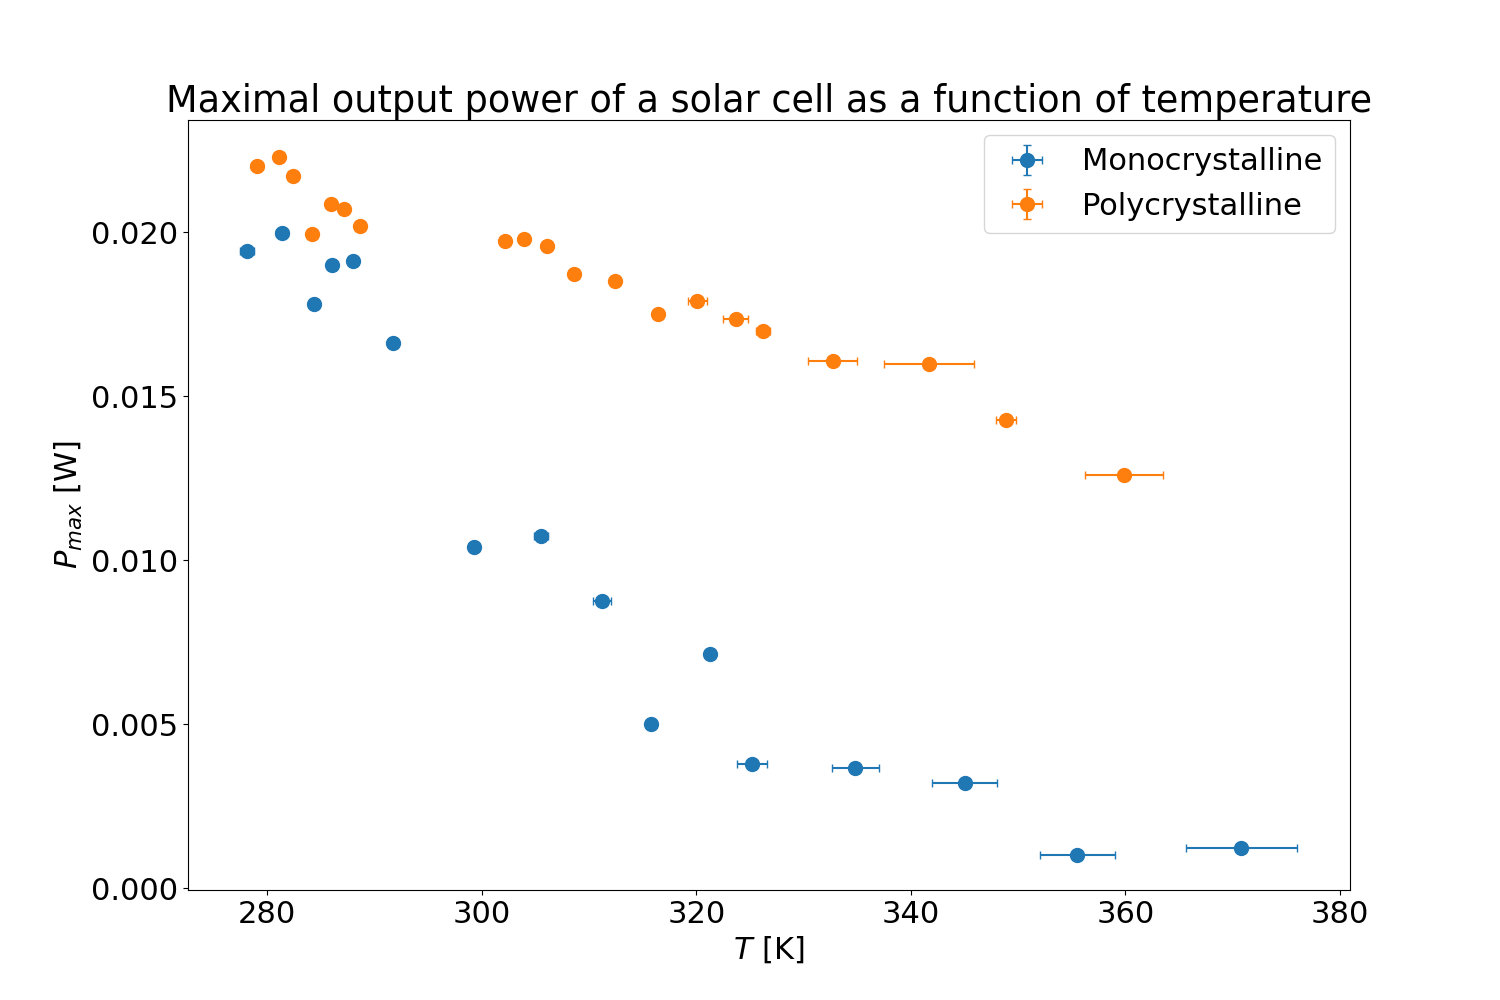 Maximal output power of a solar cell as a function of temperature
Monocrystalline
Polycrystalline
0.020
0.015
0.010
0.005
0.000
P_max [W]
280 300 320 340 360 380
T [K]